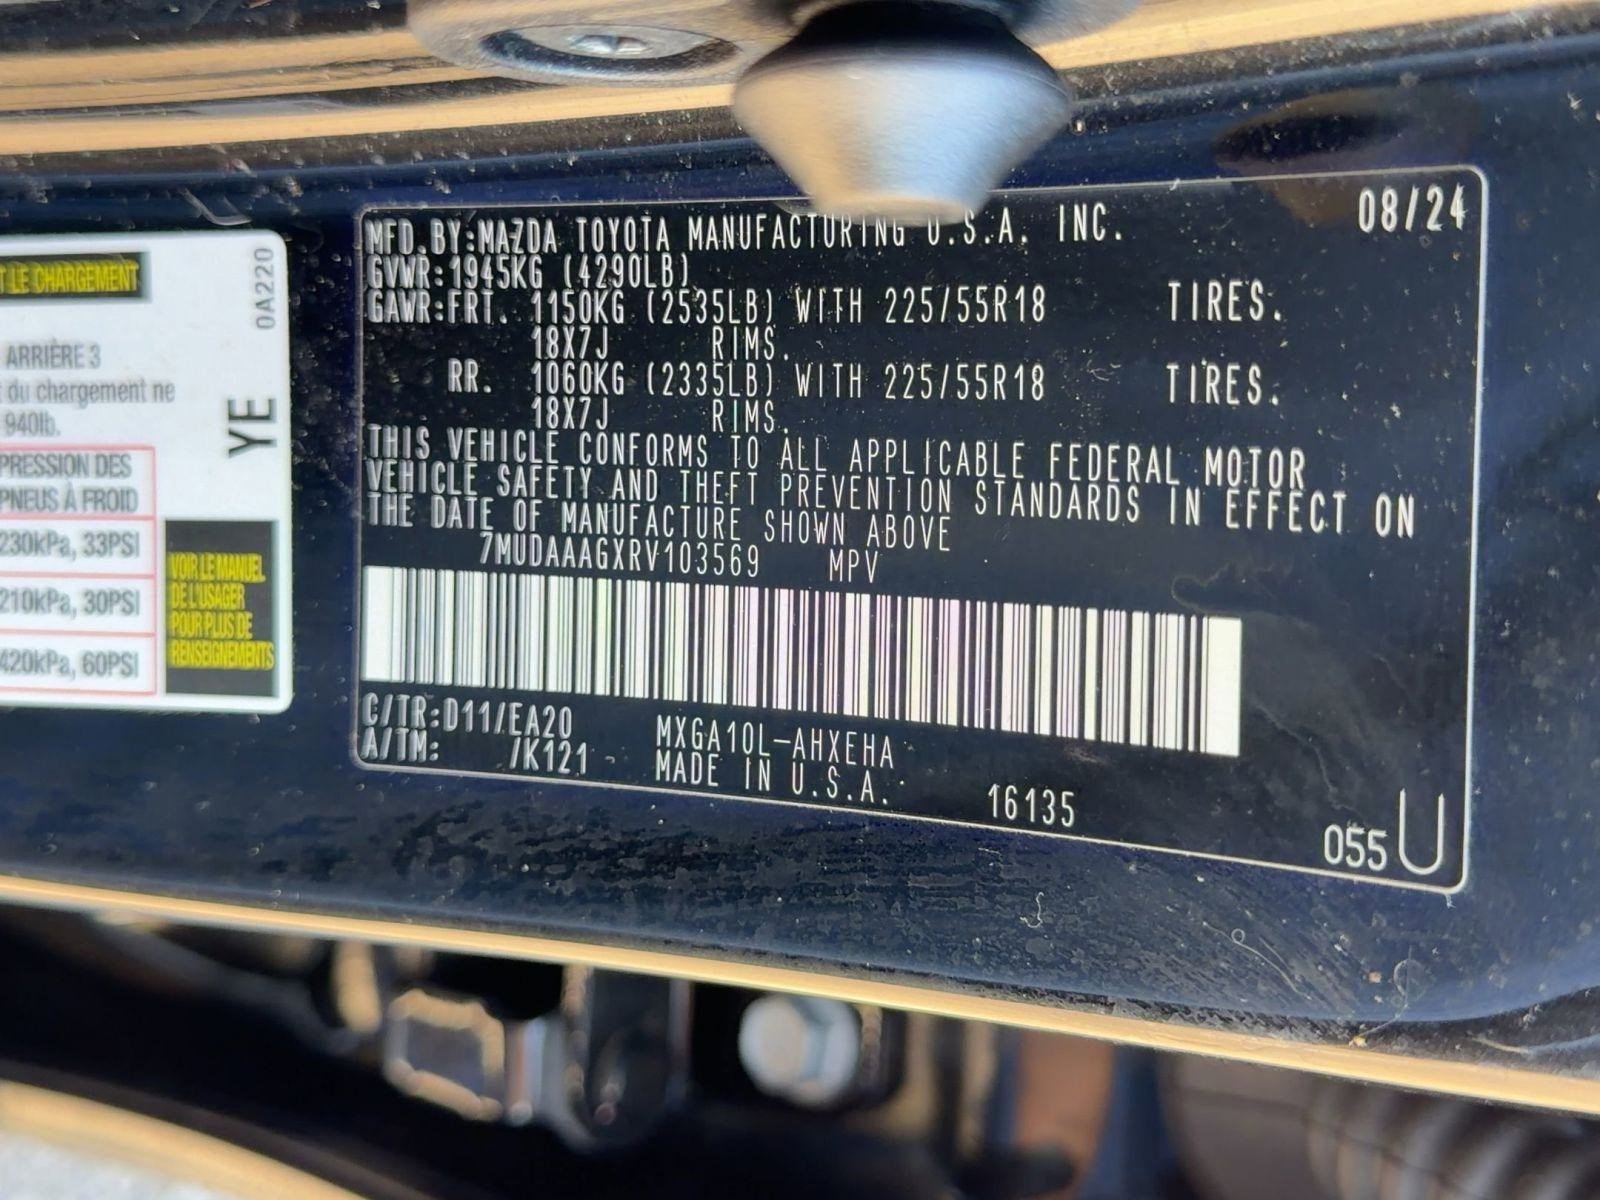 T LE CHARGEMENT
0A220
ARRIÈRE 3
du chargement ne
940lb.
YE
PRESSION DES
PNEUS À FROID
230kPa, 33PSI
210kPa, 30PSI
420kPa, 60PSI
VOIR LE MANUEL
DE L'USAGER
POUR PLUS DE
RENSEIGNEMENTS
MFD.BY:MAZDA TOYOTA MANUFACTURING U.S.A. INC. 08/24
GVWR:1945KG (4290LB)
GAWR:FRT. 1150KG (2535LB) WITH 225/55R18 TIRES.
18X7J RIMS.
RR. 1060KG (2335LB) WITH 225/55R18 TIRES.
18X7J RIMS.
THIS VEHICLE CONFORMS TO ALL APPLICABLE FEDERAL MOTOR
VEHICLE SAFETY AND THEFT PREVENTION STANDARDS IN EFFECT ON
THE DATE OF MANUFACTURE SHOWN ABOVE
7MUDAAAGXRV103569 MPV
C/TR:D11/EA20 MXGA10L-AHXEHA
A/TM: /K121 MADE IN U.S.A. 16135
055 U